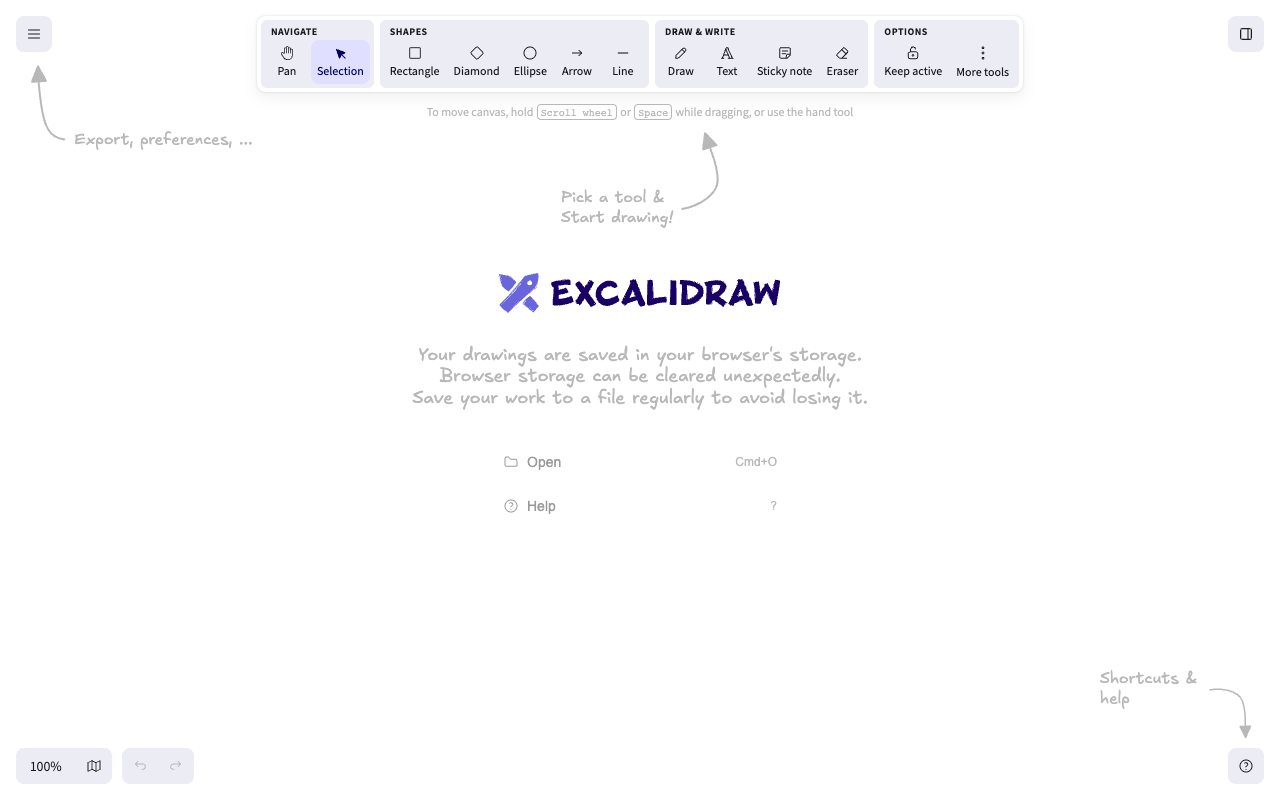 NAVIGATE
Pan
Selection
SHAPES
Rectangle
Diamond
Ellipse
Arrow
Line
DRAW & WRITE
Draw
Text
Sticky note
Eraser
OPTIONS
Keep active
More tools
To move canvas, hold Scroll wheel or Space while dragging, or use the hand tool
Export, preferences, ...
Pick a tool &
Start drawing!
EXCALIDRAW
Your drawings are saved in your browser's storage.
Browser storage can be cleared unexpectedly.
Save your work to a file regularly to avoid losing it.
Open Cmd+O
Help ?
Shortcuts &
help
100%